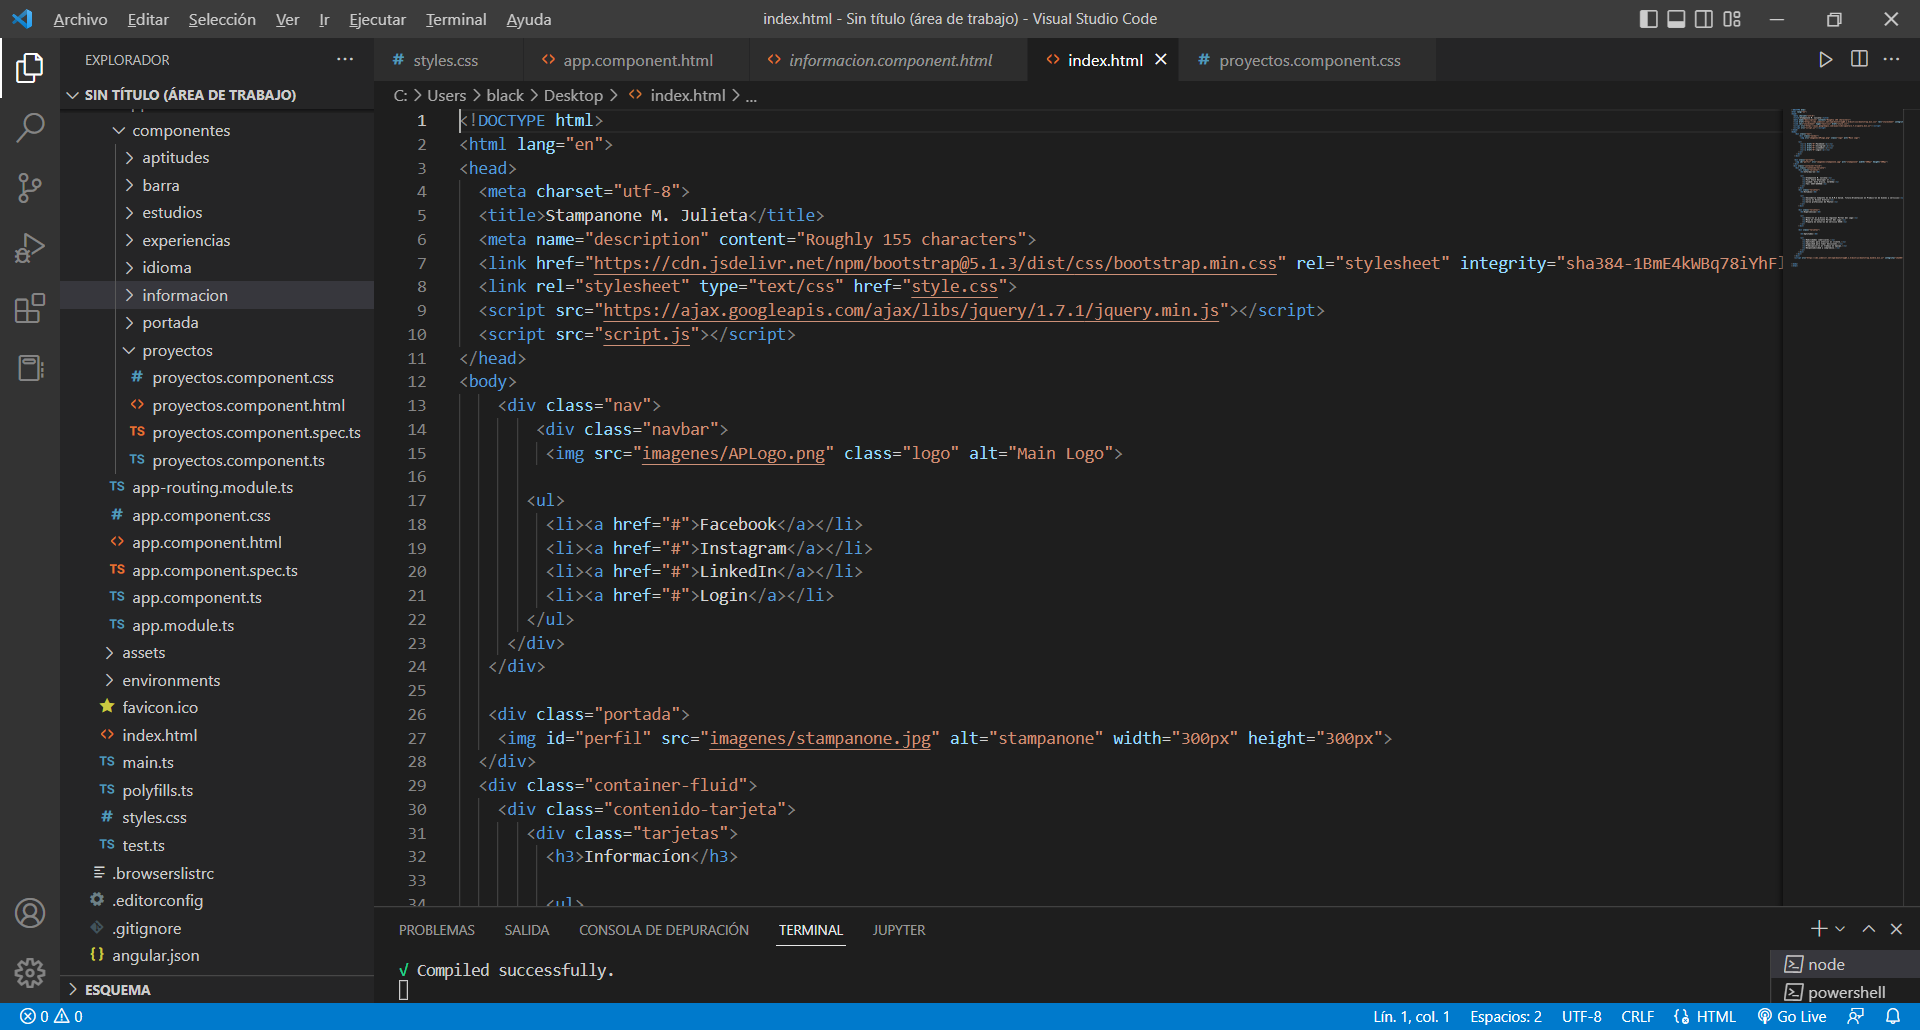 Archivo Editar Selección Ver Ir Ejecutar Terminal Ayuda
index.html - Sin título (área de trabajo) - Visual Studio Code
EXPLORADOR
SIN TÍTULO (ÁREA DE TRABAJO)
componentes
aptitudes
barra
estudios
experiencias
idioma
informacion
portada
proyectos
proyectos.component.css
proyectos.component.html
TS proyectos.component.spec.ts
TS proyectos.component.ts
TS app-routing.module.ts
# app.component.css
<> app.component.html
TS app.component.spec.ts
TS app.component.ts
TS app.module.ts
assets
environments
favicon.ico
<> index.html
TS main.ts
TS polyfills.ts
# styles.css
TS test.ts
.browserslistrc
.editorconfig
.gitignore
{} angular.json
ESQUEMA
# styles.css
<> app.component.html
<> informacion.component.html
<> index.html
# proyectos.component.css
C: > Users > black > Desktop > <> index.html > ...
1 <!DOCTYPE html>
2 <html lang="en">
3 <head>
4 <meta charset="utf-8">
5 <title>Stampanone M. Julieta</title>
6 <meta name="description" content="Roughly 155 characters">
7 <link href="https://cdn.jsdelivr.net/npm/bootstrap@5.1.3/dist/css/bootstrap.min.css" rel="stylesheet" integrity="sha384-1BmE4kWBq78iYhFl
8 <link rel="stylesheet" type="text/css" href="style.css">
9 <script src="https://ajax.googleapis.com/ajax/libs/jquery/1.7.1/jquery.min.js"></script>
10 <script src="script.js"></script>
11 </head>
12 <body>
13 <div class="nav">
14 <div class="navbar">
15 <img src="imagenes/APLogo.png" class="logo" alt="Main Logo">
16
17 <ul>
18 <li><a href="#">Facebook</a></li>
19 <li><a href="#">Instagram</a></li>
20 <li><a href="#">LinkedIn</a></li>
21 <li><a href="#">Login</a></li>
22 </ul>
23 </div>
24 </div>
25
26 <div class="portada">
27 <img id="perfil" src="imagenes/stampanone.jpg" alt="stampanone" width="300px" height="300px">
28 </div>
29 <div class="container-fluid">
30 <div class="contenido-tarjeta">
31 <div class="tarjetas">
32 <h3>Informacíon</h3>
33
34 <ul>
PROBLEMAS SALIDA CONSOLA DE DEPURACIÓN TERMINAL JUPYTER
√ Compiled successfully.
node
powershell
0 0
Lín. 1, col. 1 Espacios: 2 UTF-8 CRLF {} HTML Go Live